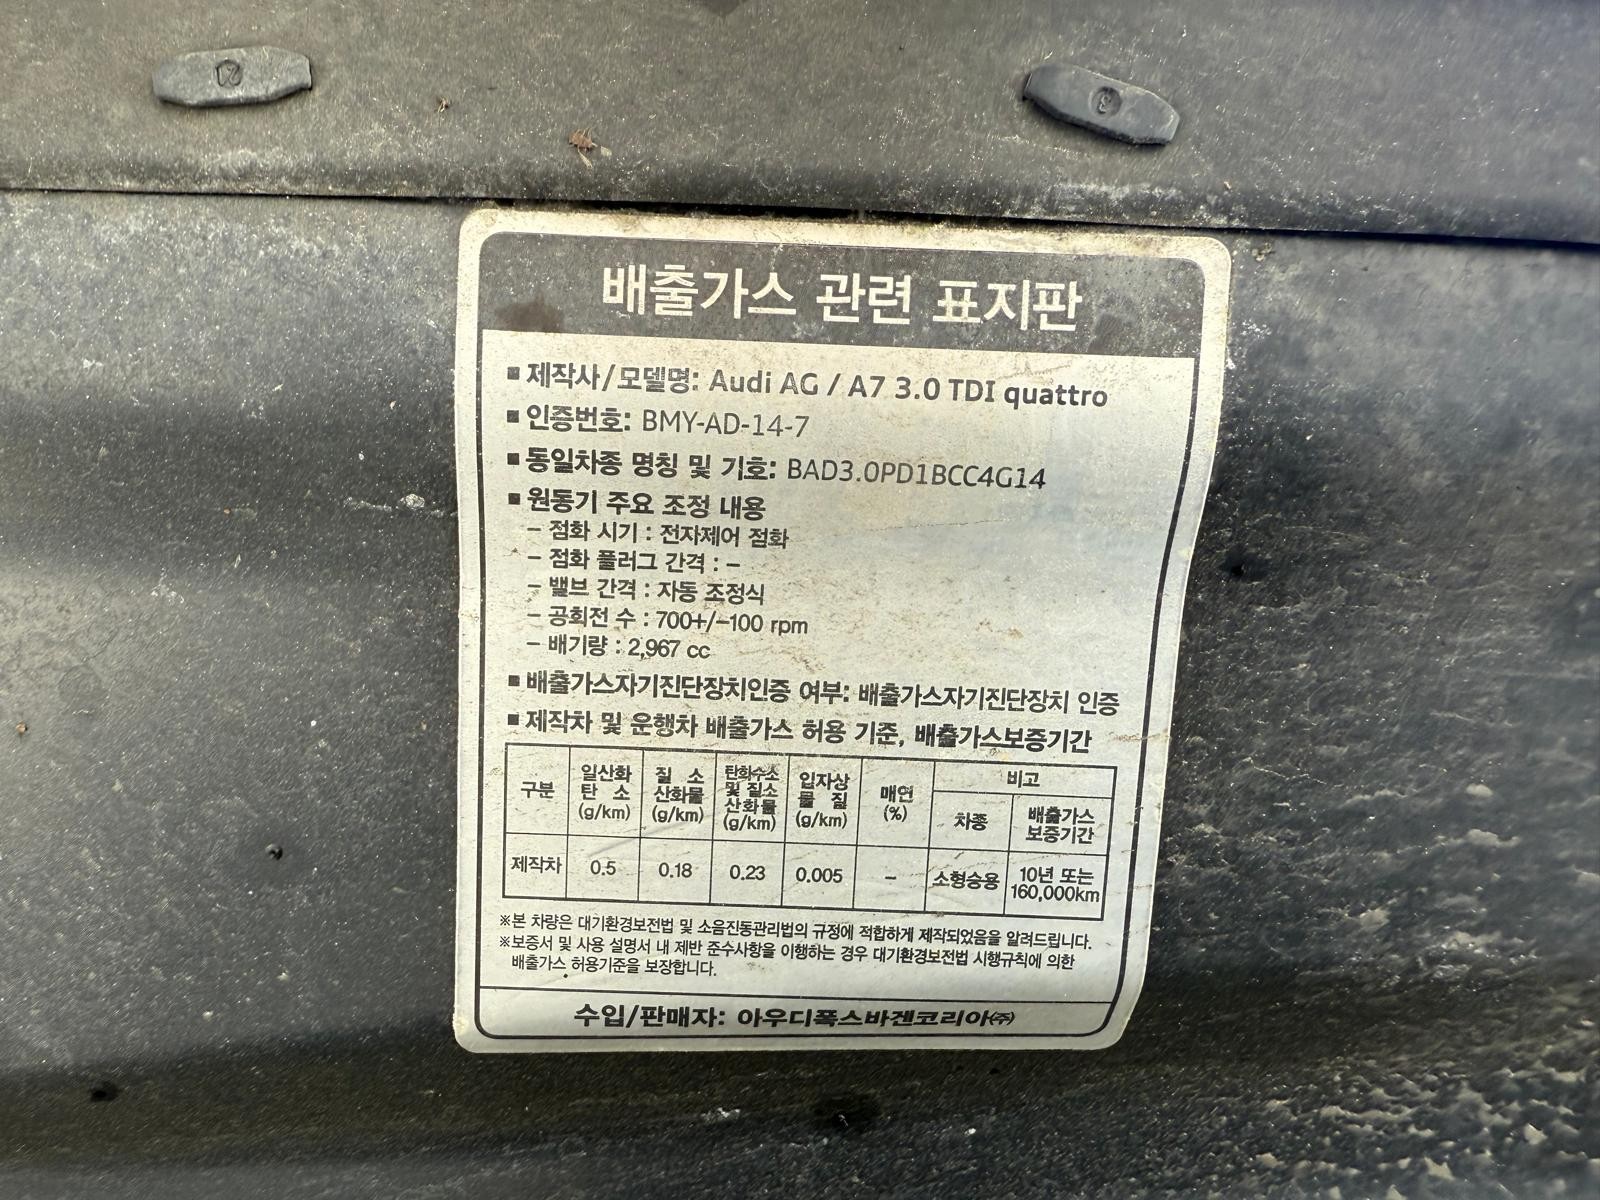 배출가스 관련 표지판
■ 제작사/모델명: Audi AG / A7 3.0 TDI quattro
■ 인증번호: BMY-AD-14-7
■ 동일차종 명칭 및 기호: BAD3.0PD1BCC4G14
■ 원동기 주요 조정 내용
– 점화 시기 : 전자제어 점화
– 점화 플러그 간격 : –
– 밸브 간격 : 자동 조정식
– 공회전 수 : 700+/-100 rpm
– 배기량 : 2,967 cc
■ 배출가스자기진단장치인증 여부: 배출가스자기진단장치 인증
■ 제작차 및 운행차 배출가스 허용 기준, 배출가스보증기간
구분 일산화탄소 (g/km) 질소산화물 (g/km) 탄화수소 및 질소산화물 (g/km) 입자상물질 (g/km) 매연 (%) 비고
차종 배출가스 보증기간
제작차 0.5 0.18 0.23 0.005 – 소형승용 10년 또는 160,000km
※본 차량은 대기환경보전법 및 소음진동관리법의 규정에 적합하게 제작되었음을 알려드립니다.
※보증서 및 사용 설명서 내 제반 준수사항을 이행하는 경우 대기환경보전법 시행규칙에 의한
배출가스 허용기준을 보장합니다.
수입/판매자: 아우디폭스바겐코리아㈜